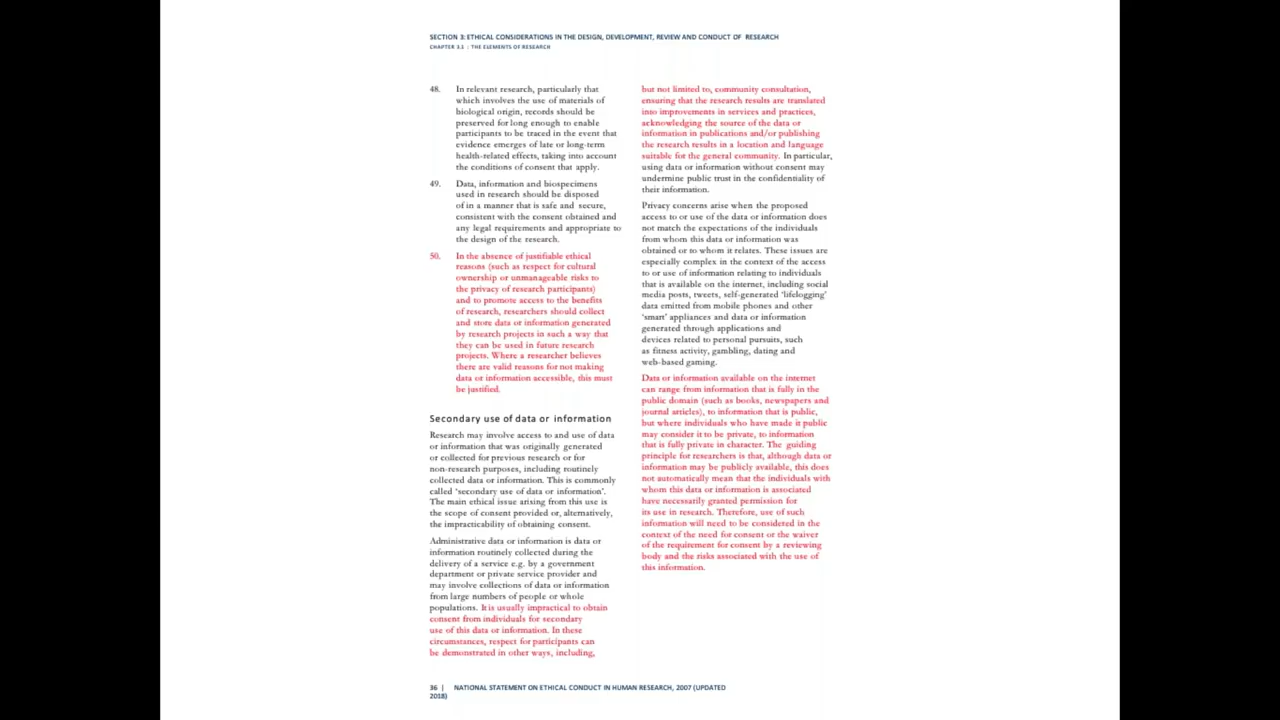 SECTION 3: ETHICAL CONSIDERATIONS IN THE DESIGN, DEVELOPMENT, REVIEW AND CONDUCT OF RESEARCH
CHAPTER 3.1 : THE ELEMENTS OF RESEARCH
48. In relevant research, particularly that
which involves the use of materials of
biological origin, records should be
preserved for long enough to enable
participants to be traced in the event that
evidence emerges of late or long-term
health-related effects, taking into account
the conditions of consent that apply.
49. Data, information and biospecimens
used in research should be disposed
of in a manner that is safe and secure,
consistent with the consent obtained and
any legal requirements and appropriate to
the design of the research.
50. In the absence of justifiable ethical
reasons (such as respect for cultural
ownership or unmanageable risks to
the privacy of research participants)
and to promote access to the benefits
of research, researchers should collect
and store data or information generated
by research projects in such a way that
they can be used in future research
projects. Where a researcher believes
there are valid reasons for not making
data or information accessible, this must
be justified.
Secondary use of data or information
Research may involve access to and use of data
or information that was originally generated
or collected for previous research or for
non-research purposes, including routinely
collected data or information. This is commonly
called ‘secondary use of data or information’.
The main ethical issue arising from this use is
the scope of consent provided or, alternatively,
the impracticability of obtaining consent.
Administrative data or information is data or
information routinely collected during the
delivery of a service e.g. by a government
department or private service provider and
may involve collections of data or information
from large numbers of people or whole
populations. It is usually impractical to obtain
consent from individuals for secondary
use of this data or information. In these
circumstances, respect for participants can
be demonstrated in other ways, including,
but not limited to, community consultation,
ensuring that the research results are translated
into improvements in services and practices,
acknowledging the source of the data or
information in publications and/or publishing
the research results in a location and language
suitable for the general community. In particular,
using data or information without consent may
undermine public trust in the confidentiality of
their information.
Privacy concerns arise when the proposed
access to or use of the data or information does
not match the expectations of the individuals
from whom this data or information was
obtained or to whom it relates. These issues are
especially complex in the context of the access
to or use of information relating to individuals
that is available on the internet, including social
media posts, tweets, self-generated ‘lifelogging’
data emitted from mobile phones and other
‘smart’ appliances and data or information
generated through applications and
devices related to personal pursuits, such
as fitness activity, gambling, dating and
web-based gaming.
Data or information available on the internet
can range from information that is fully in the
public domain (such as books, newspapers and
journal articles), to information that is public,
but where individuals who have made it public
may consider it to be private, to information
that is fully private in character. The guiding
principle for researchers is that, although data or
information may be publicly available, this does
not automatically mean that the individuals with
whom this data or information is associated
have necessarily granted permission for
its use in research. Therefore, use of such
information will need to be considered in the
context of the need for consent or the waiver
of the requirement for consent by a reviewing
body and the risks associated with the use of
this information.
36 | NATIONAL STATEMENT ON ETHICAL CONDUCT IN HUMAN RESEARCH, 2007 (UPDATED
2018)